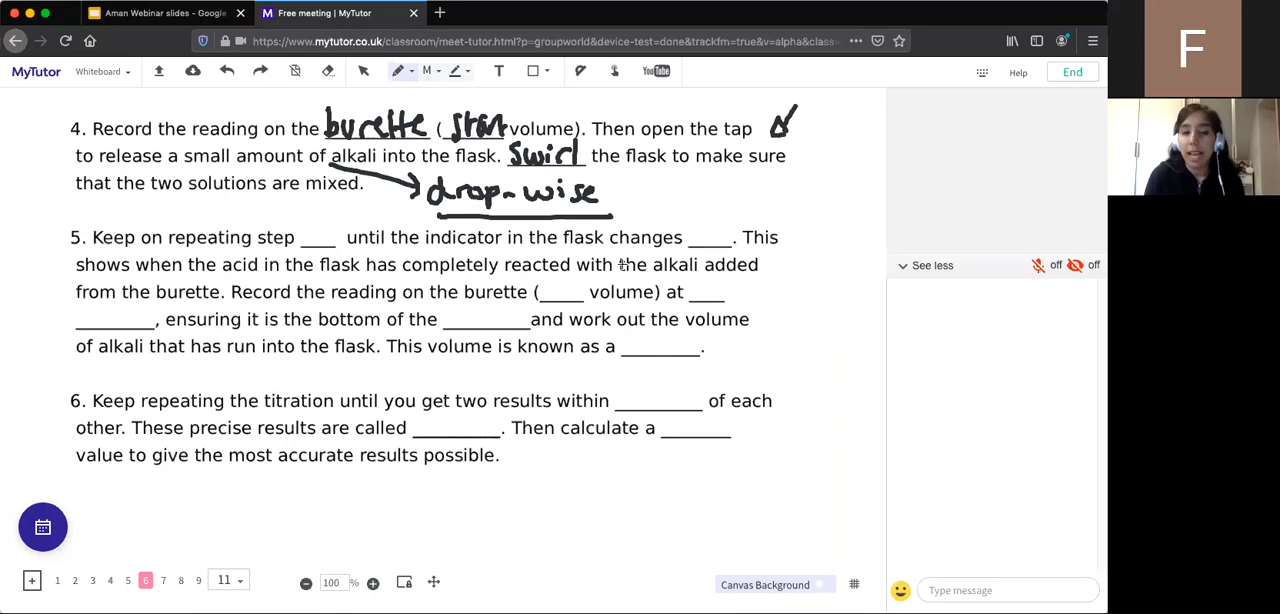 Aman Webinar slides - Google
Free meeting | MyTutor
https://www.mytutor.co.uk/classroom/meet-tutor.html?p=groupworld&device-test=done&trackfm=true&v=alpha&class=
MyTutor
Whiteboard
M
T
YouTube
Help
End
F
4. Record the reading on the burette (start volume). Then open the tap
to release a small amount of alkali into the flask. Swirl the flask to make sure
that the two solutions are mixed.
drop-wise
5. Keep on repeating step ____ until the indicator in the flask changes _____. This
shows when the acid in the flask has completely reacted with the alkali added
from the burette. Record the reading on the burette (_____ volume) at ____
_________, ensuring it is the bottom of the __________and work out the volume
of alkali that has run into the flask. This volume is known as a _________.
6. Keep repeating the titration until you get two results within __________ of each
other. These precise results are called __________. Then calculate a ________
value to give the most accurate results possible.
See less
off
off
1 2 3 4 5 6 7 8 9 11
100 %
Canvas Background
Type message